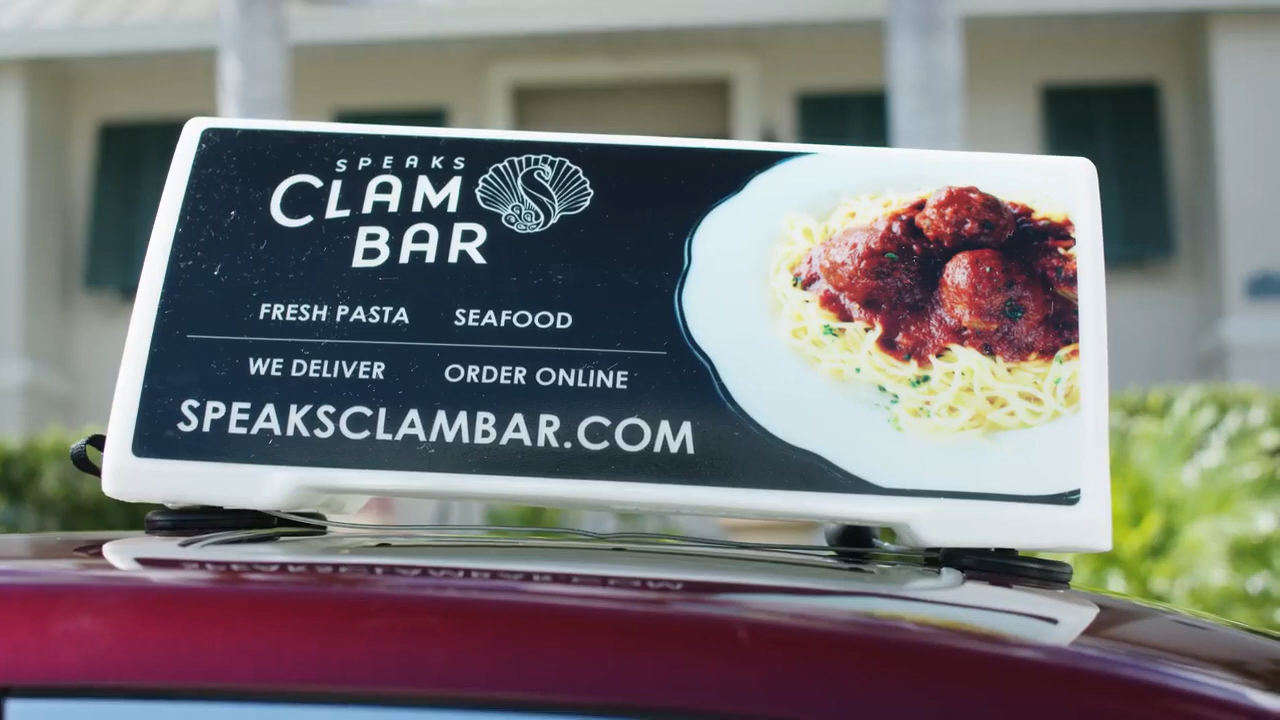 SPEAKS
CLAM
BAR
FRESH PASTA SEAFOOD
WE DELIVER ORDER ONLINE
SPEAKSCLAMBAR.COM